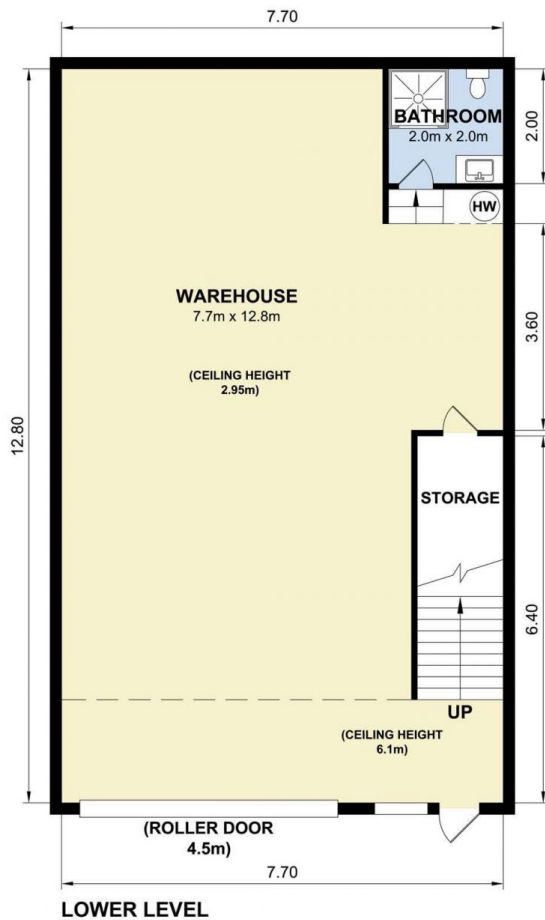 7.70
BATHROOM
2.0m x 2.0m
2.00
HW
WAREHOUSE
7.7m x 12.8m
3.60
(CEILING HEIGHT
2.95m)
12.80
STORAGE
6.40
UP
(CEILING HEIGHT
6.1m)
(ROLLER DOOR
4.5m)
7.70
LOWER LEVEL